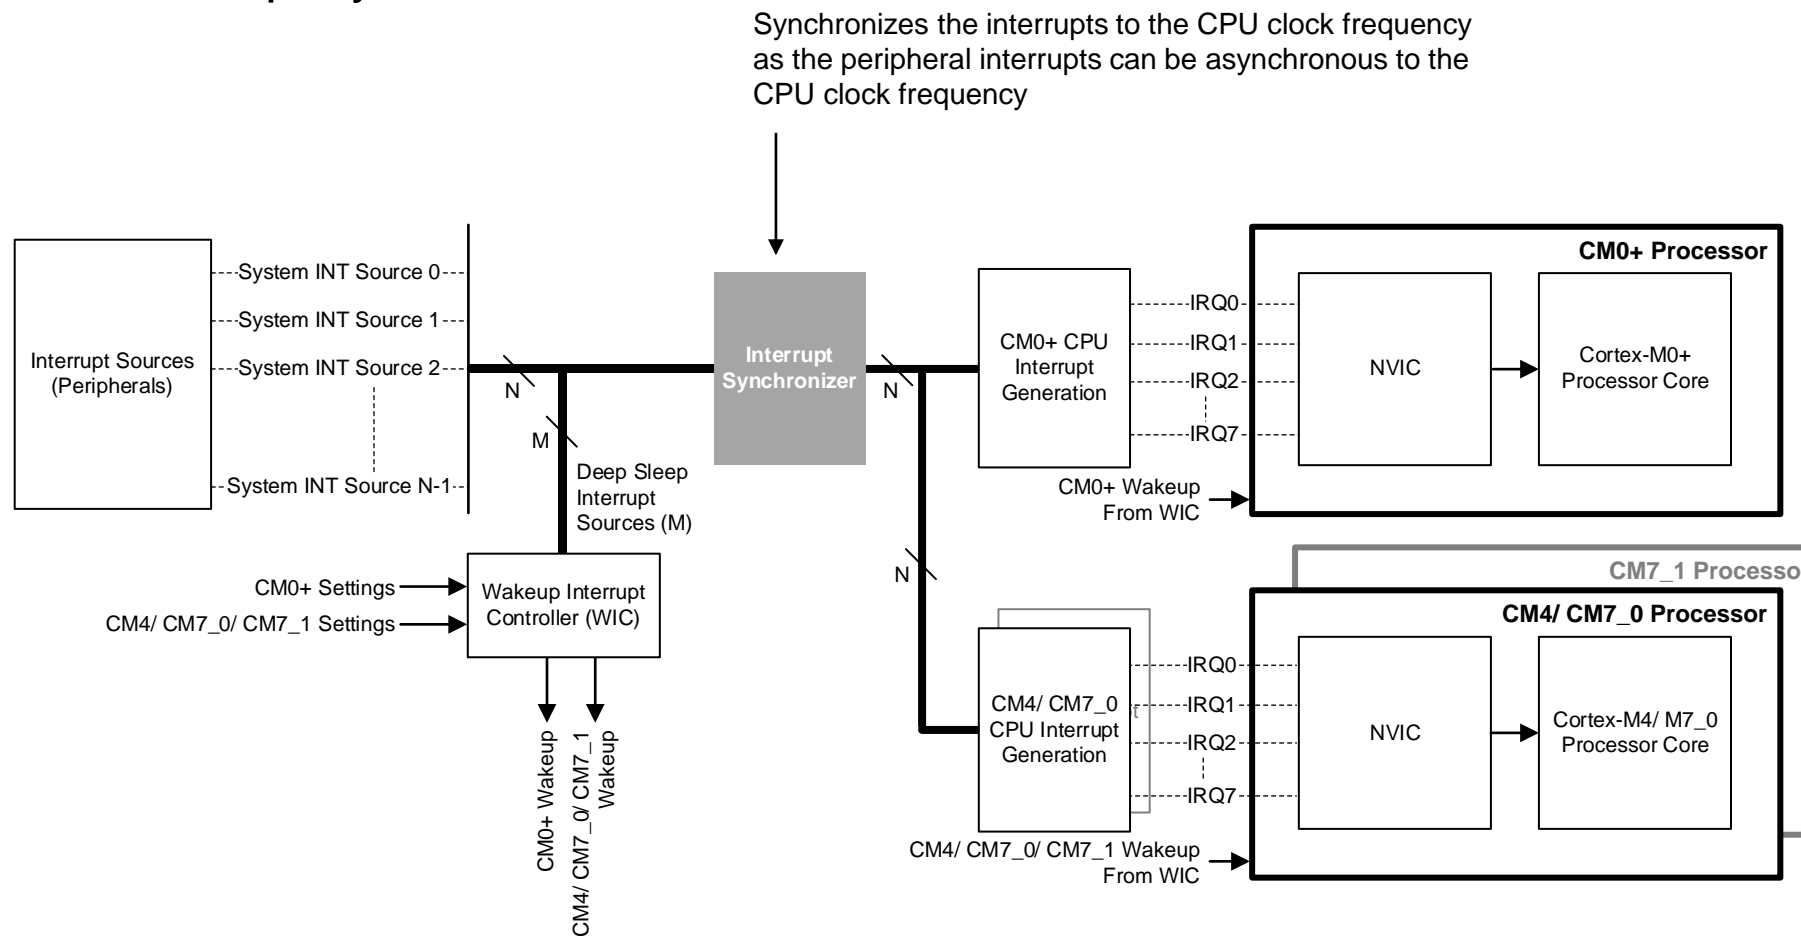 Synchronizes the interrupts to the CPU clock frequency
as the peripheral interrupts can be asynchronous to the
CPU clock frequency
Interrupt Sources
(Peripherals)
System INT Source 0
System INT Source 1
System INT Source 2
System INT Source N-1
N
M
Deep Sleep
Interrupt
Sources (M)
CM0+ Settings
CM4/ CM7_0/ CM7_1 Settings
Wakeup Interrupt
Controller (WIC)
CM0+ Wakeup
CM4/ CM7_0/ CM7_1
Wakeup
Interrupt
Synchronizer
N
N
CM0+ CPU
Interrupt
Generation
IRQ0
IRQ1
IRQ2
IRQ7
CM0+ Wakeup
From WIC
CM0+ Processor
NVIC
Cortex-M0+
Processor Core
CM7_1 Processo
CM4/ CM7_0
CPU Interrupt
Generation
IRQ0
IRQ1
IRQ2
IRQ7
CM4/ CM7_0/ CM7_1 Wakeup
From WIC
CM4/ CM7_0 Processor
NVIC
Cortex-M4/ M7_0
Processor Core